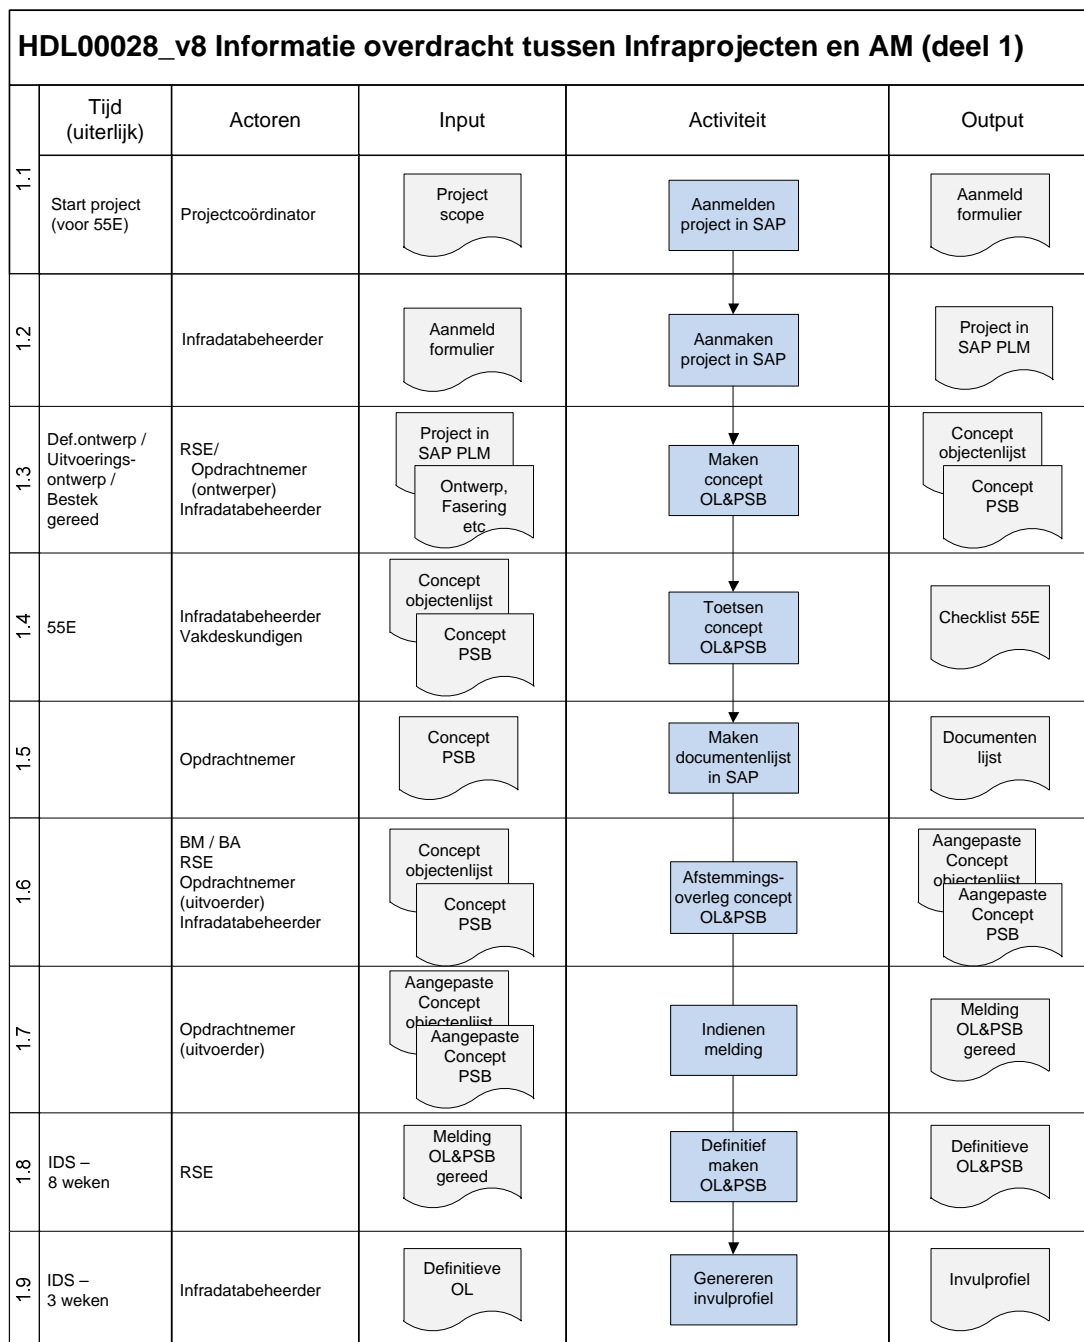 HDL00028_v8 Informatie overdracht tussen Infraprojecten en AM (deel 1)
Tijd
(uiterlijk)
Actoren
Input
Activiteit
Output
1.1
Start project
(voor 55E)
Projectcoördinator
Project
scope
Aanmelden
project in SAP
Aanmeld
formulier
1.2
Infradatabeheerder
Aanmeld
formulier
Aanmaken
project in SAP
Project in
SAP PLM
1.3
Def.ontwerp /
Uitvoerings-
ontwerp /
Bestek
gereed
RSE/
Opdrachtnemer
(ontwerper)
Infradatabeheerder
Project in
SAP PLM
Ontwerp,
Fasering
etc
Maken
concept
OL&PSB
Concept
objectenlijst
Concept
PSB
1.4
55E
Infradatabeheerder
Vakdeskundigen
Concept
objectenlijst
Concept
PSB
Toetsen
concept
OL&PSB
Checklist 55E
1.5
Opdrachtnemer
Concept
PSB
Maken
documentenlijst
in SAP
Documenten
lijst
1.6
BM / BA
RSE
Opdrachtnemer
(uitvoerder)
Infradatabeheerder
Concept
objectenlijst
Concept
PSB
Afstemmings-
overleg concept
OL&PSB
Aangepaste
Concept
objectenlijst
Aangepaste
Concept
PSB
1.7
Opdrachtnemer
(uitvoerder)
Aangepaste
Concept
objectenlijst
Aangepaste
Concept
PSB
Indienen
melding
Melding
OL&PSB
gereed
1.8
IDS –
8 weken
RSE
Melding
OL&PSB
gereed
Definitief
maken
OL&PSB
Definitieve
OL&PSB
1.9
IDS –
3 weken
Infradatabeheerder
Definitieve
OL
Genereren
invulprofiel
Invulprofiel